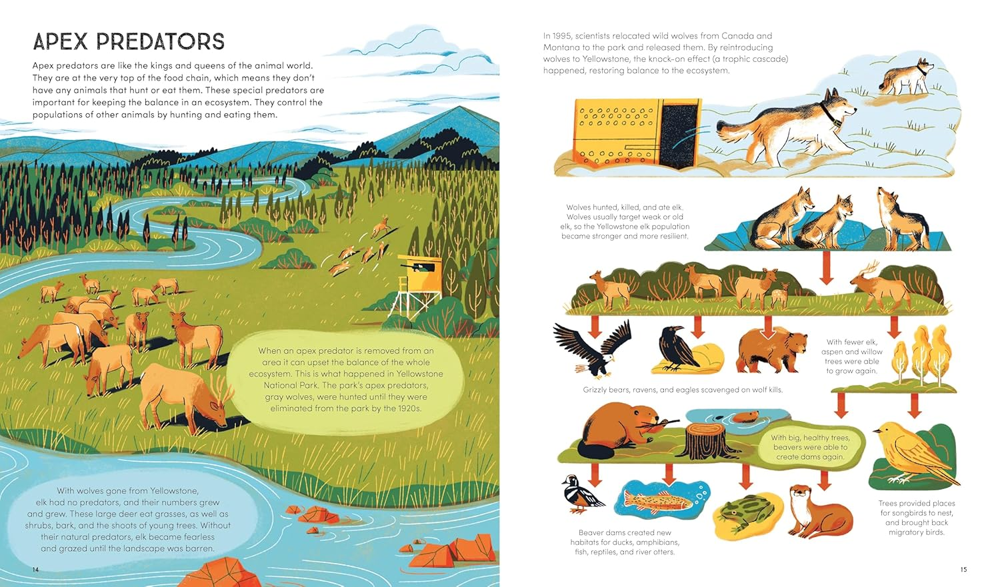 APEX PREDATORS
Apex predators are like the kings and queens of the animal world.
They are at the very top of the food chain, which means they don't
have any animals that hunt or eat them. These special predators are
important for keeping the balance in an ecosystem. They control the
populations of other animals by hunting and eating them.
When an apex predator is removed from an
area it can upset the balance of the whole
ecosystem. This is what happened in Yellowstone
National Park. The park's apex predators,
gray wolves, were hunted until they were
eliminated from the park by the 1920s.
With wolves gone from Yellowstone,
elk had no predators, and their numbers grew
and grew. These large deer eat grasses, as well as
shrubs, bark, and the shoots of young trees. Without
their natural predators, elk became fearless
and grazed until the landscape was barren.
14
In 1995, scientists relocated wild wolves from Canada and
Montana to the park and released them. By reintroducing
wolves to Yellowstone, the knock-on effect (a trophic cascade)
happened, restoring balance to the ecosystem.
Wolves hunted, killed, and ate elk.
Wolves usually target weak or old
elk, so the Yellowstone elk population
became stronger and more resilient.
With fewer elk,
aspen and willow
trees were able
to grow again.
Grizzly bears, ravens, and eagles scavenged on wolf kills.
With big, healthy trees,
beavers were able to
create dams again.
Trees provided places
for songbirds to nest,
and brought back
migratory birds.
Beaver dams created new
habitats for ducks, amphibians,
fish, reptiles, and river otters.
15